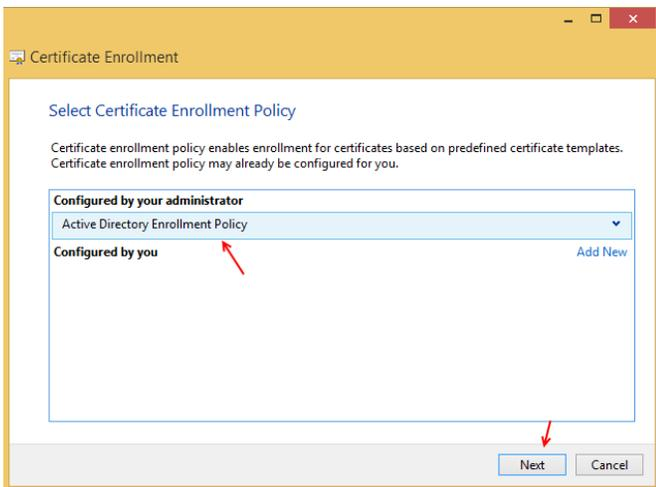 Certificate Enrollment
Select Certificate Enrollment Policy
Certificate enrollment policy enables enrollment for certificates based on predefined certificate templates.
Certificate enrollment policy may already be configured for you.
Configured by your administrator
Active Directory Enrollment Policy
Configured by you Add New
Next Cancel